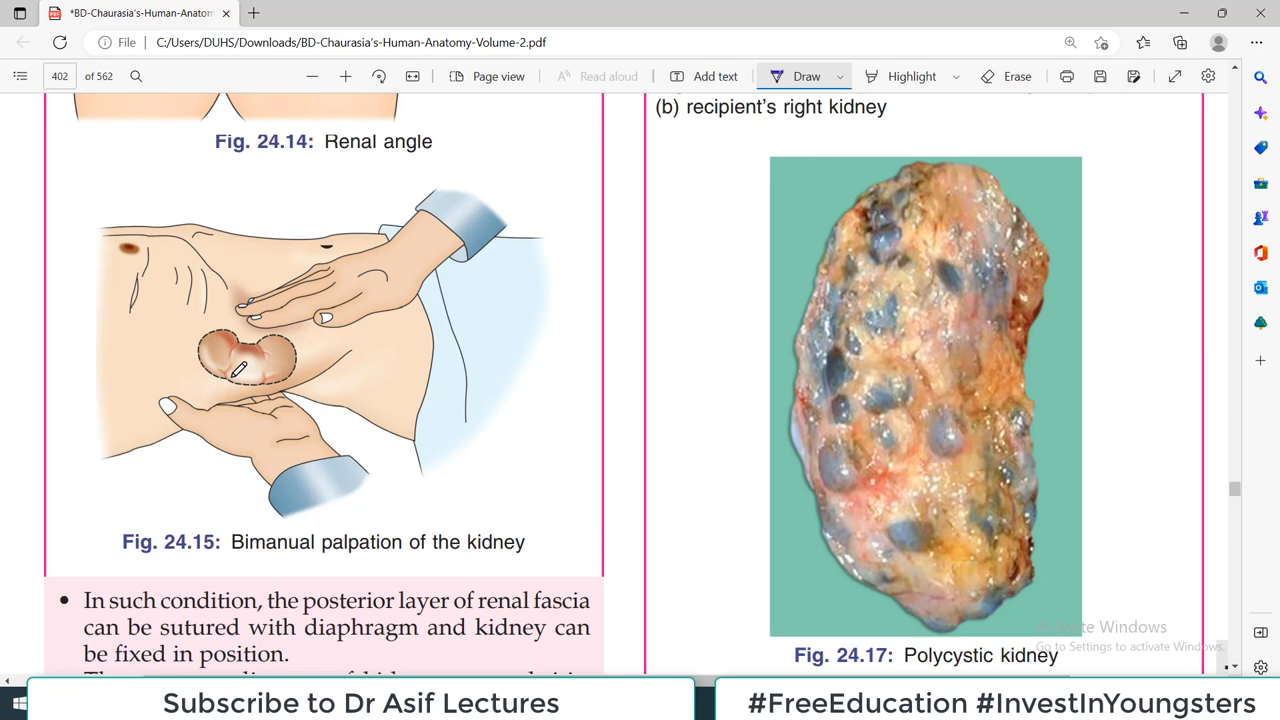 *BD-Chaurasia's-Human-Anatom
File
C:/Users/DUHS/Downloads/BD-Chaurasia's-Human-Anatomy-Volume-2.pdf
402 of 562
Page view
Read aloud
Add text
Draw
Highlight
Erase
Fig. 24.14: Renal angle
Fig. 24.15: Bimanual palpation of the kidney
• In such condition, the posterior layer of renal fascia
can be sutured with diaphragm and kidney can
be fixed in position.
(b) recipient's right kidney
Fig. 24.17: Polycystic kidney
Activate Windows
Go to Settings to activate Windows.
Subscribe to Dr Asif Lectures
#FreeEducation #InvestInYoungsters